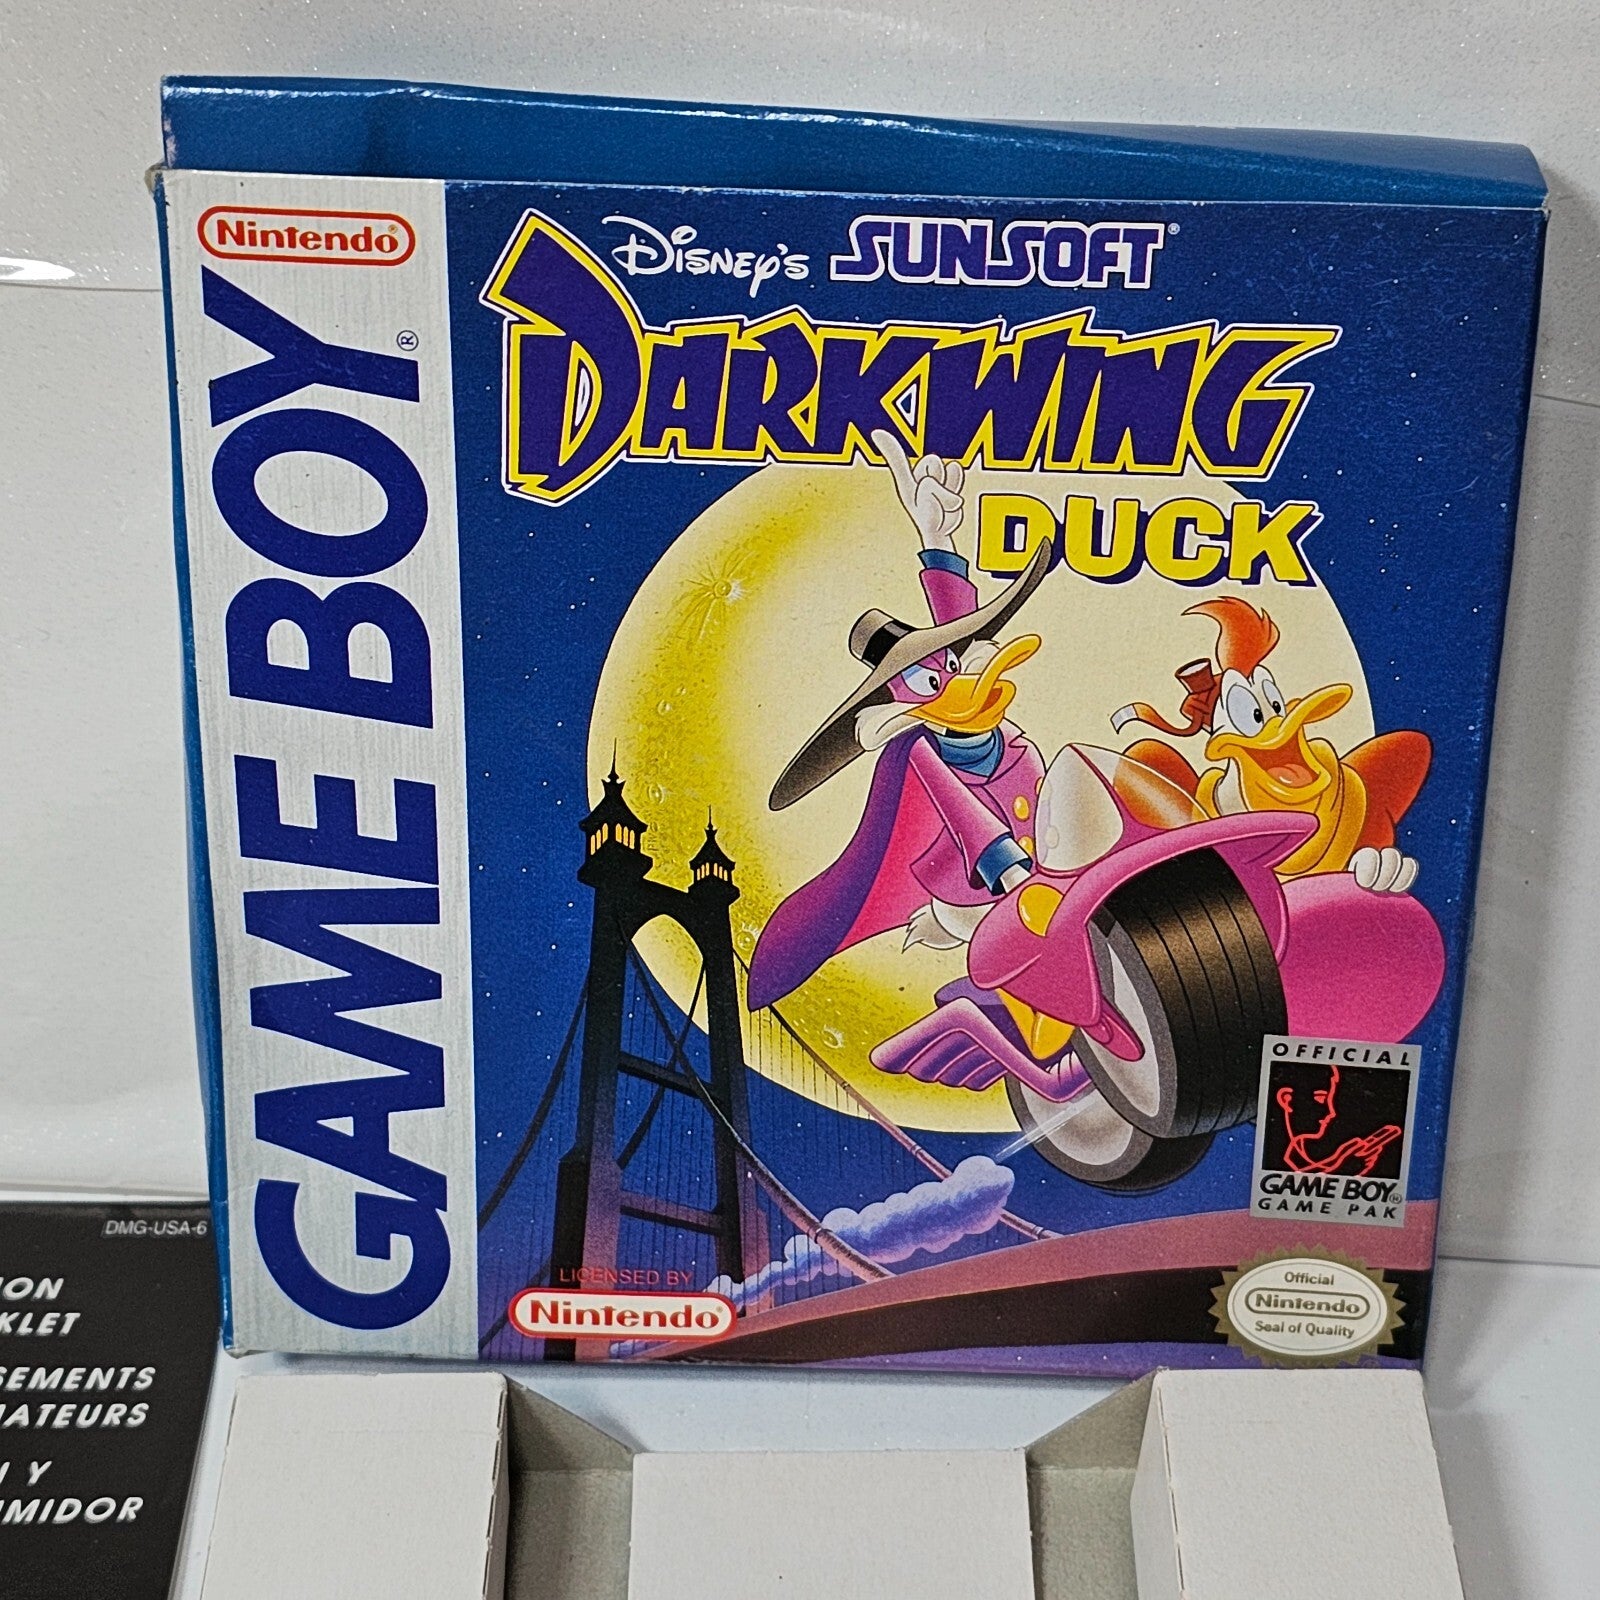 Nintendo®
GAME BOY®
Disney's SUNSOFT®
DARKWING
DUCK
OFFICIAL
GAME BOY®
GAME PAK
LICENSED BY
Nintendo®
Official
Nintendo
Seal of Quality
DMG-USA-6
ION
KLET
SEMENTS
ATEURS
I Y
UMIDOR